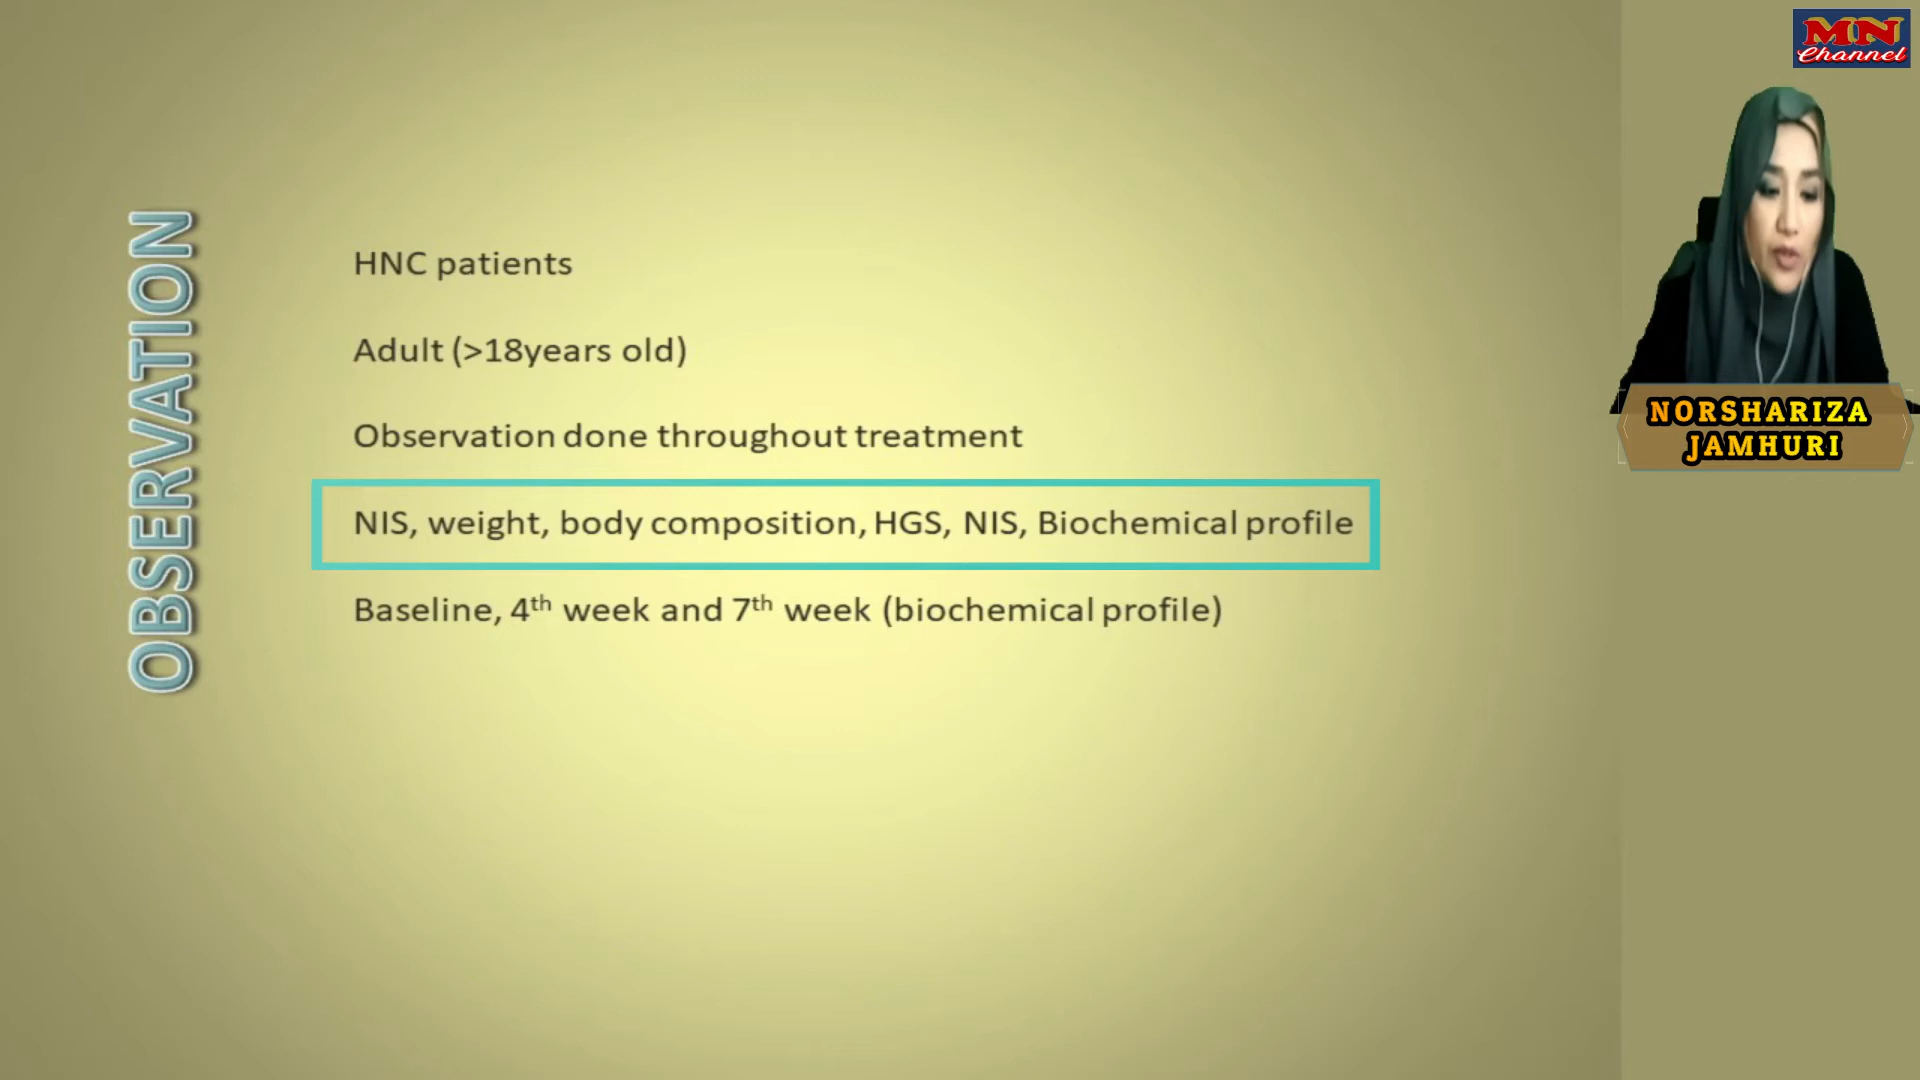 MN
Channel
OBSERVATION
HNC patients
Adult (>18years old)
Observation done throughout treatment
NIS, weight, body composition, HGS, NIS, Biochemical profile
Baseline, 4th week and 7th week (biochemical profile)
NORSHARIZA
JAMHURI